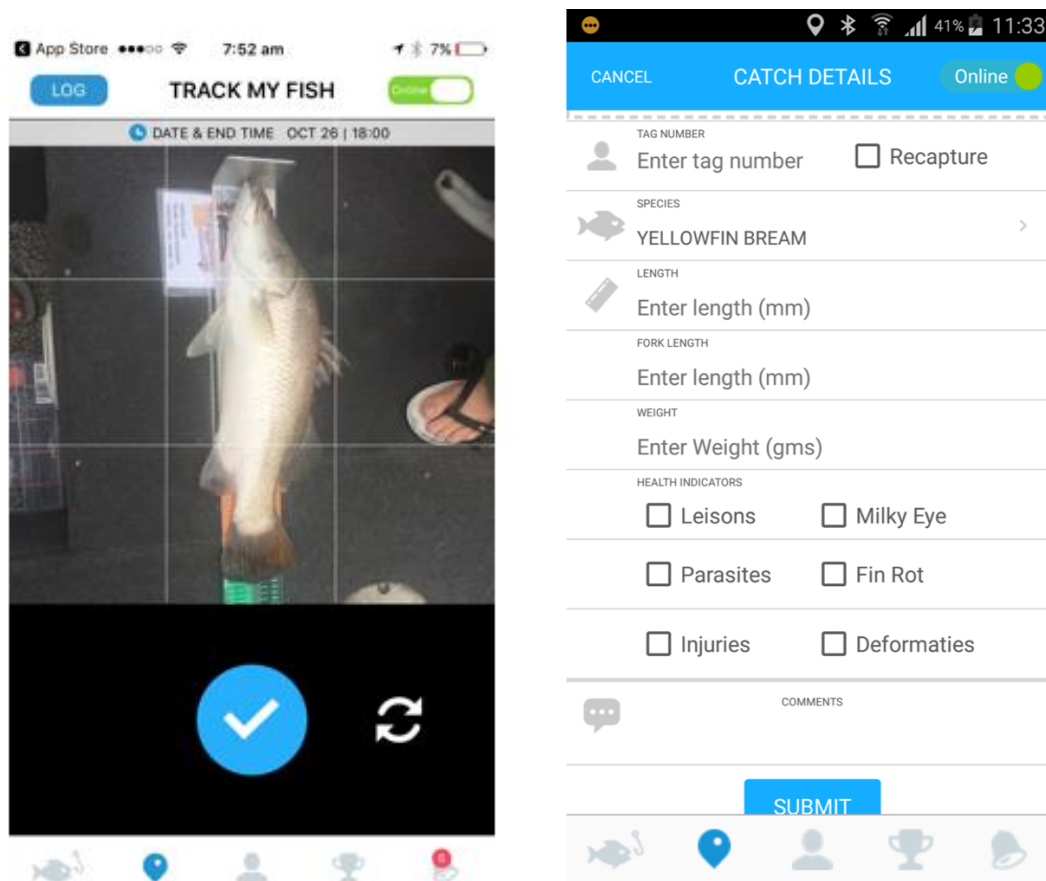 App Store 7:52 am 7%
LOG TRACK MY FISH Online
DATE & END TIME OCT 26 | 18:00
6
41% 11:33
CANCEL CATCH DETAILS Online
TAG NUMBER
Enter tag number Recapture
SPECIES
YELLOWFIN BREAM
LENGTH
Enter length (mm)
FORK LENGTH
Enter length (mm)
WEIGHT
Enter Weight (gms)
HEALTH INDICATORS
Leisons Milky Eye
Parasites Fin Rot
Injuries Deformaties
COMMENTS
SUBMIT